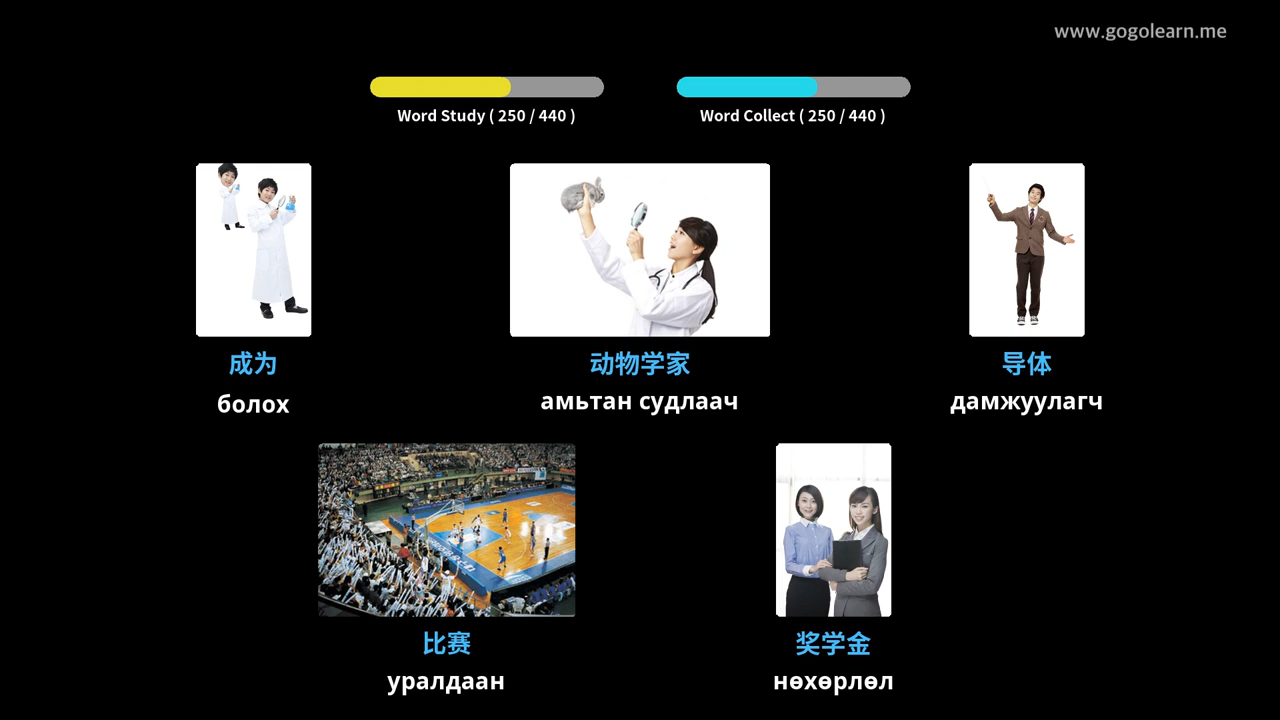 www.gogolearn.me
Word Study ( 250 / 440 )
Word Collect ( 250 / 440 )
成为
болох
动物学家
амьтан судлаач
导体
дамжуулагч
比赛
уралдаан
奖学金
нөхөрлөл